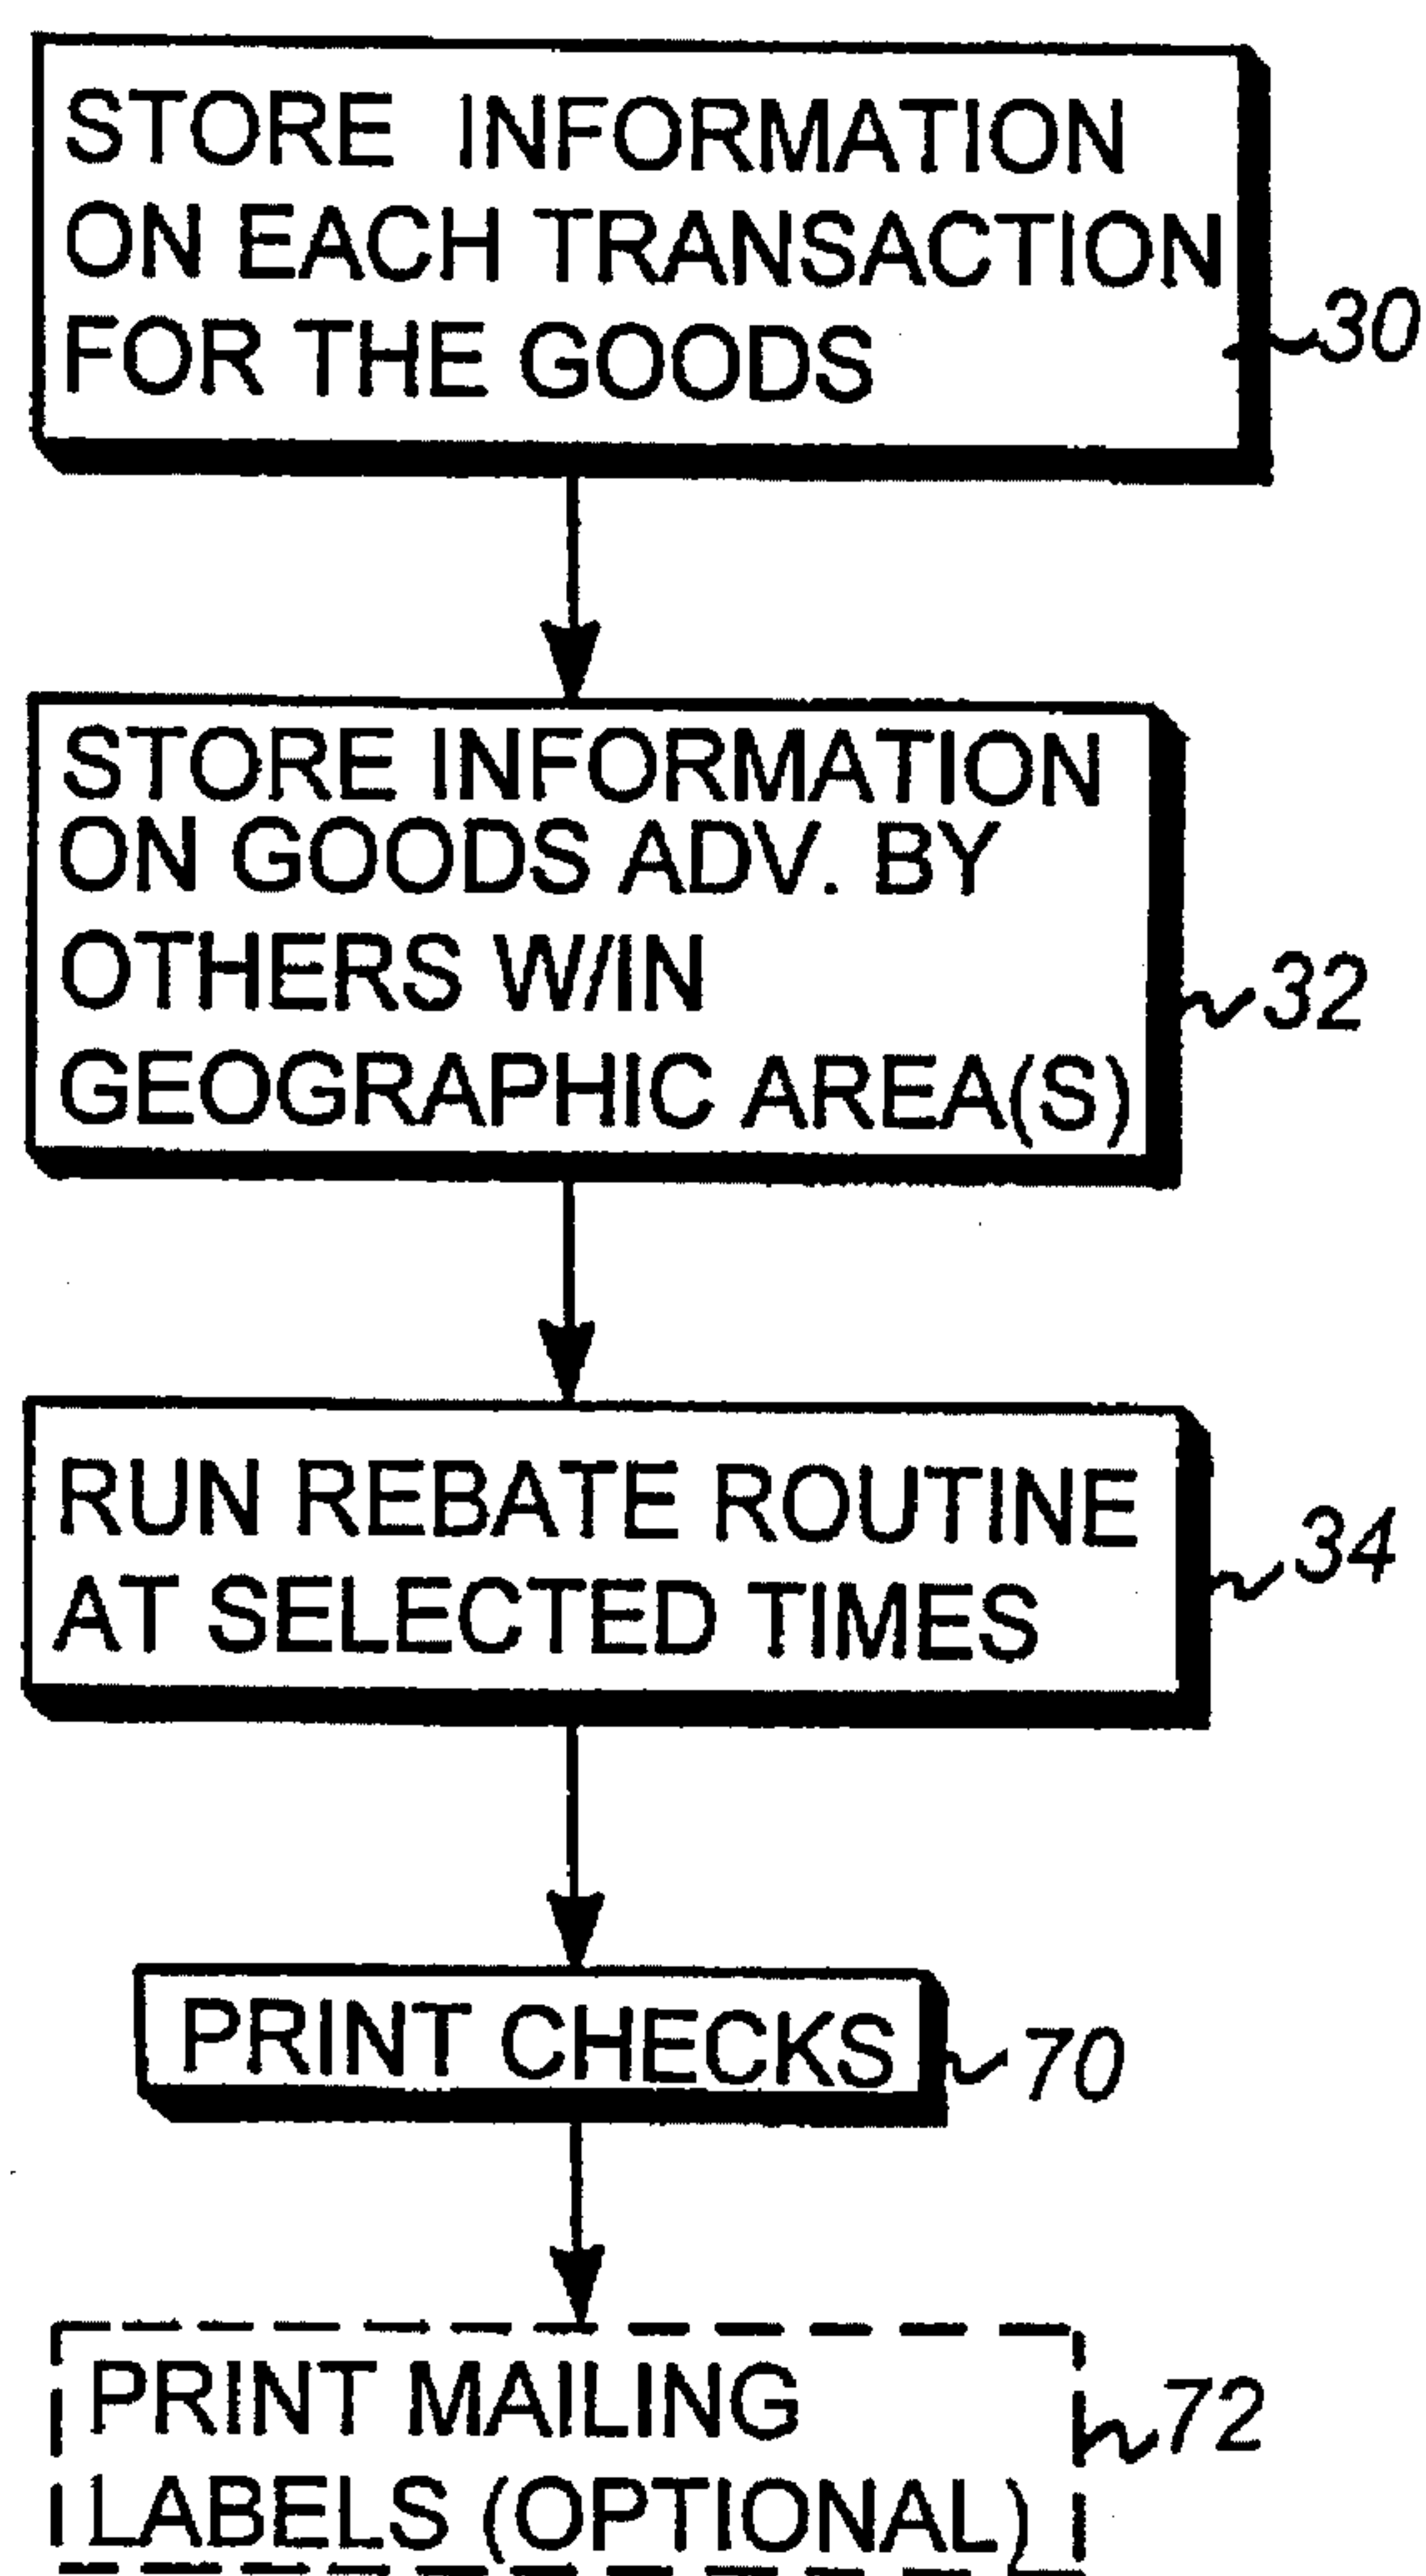 STORE INFORMATION
ON EACH TRANSACTION
FOR THE GOODS
30
STORE INFORMATION
ON GOODS ADV. BY
OTHERS W/IN
GEOGRAPHIC AREA(S)
32
RUN REBATE ROUTINE
AT SELECTED TIMES
34
PRINT CHECKS
70
PRINT MAILING
LABELS (OPTIONAL)
72